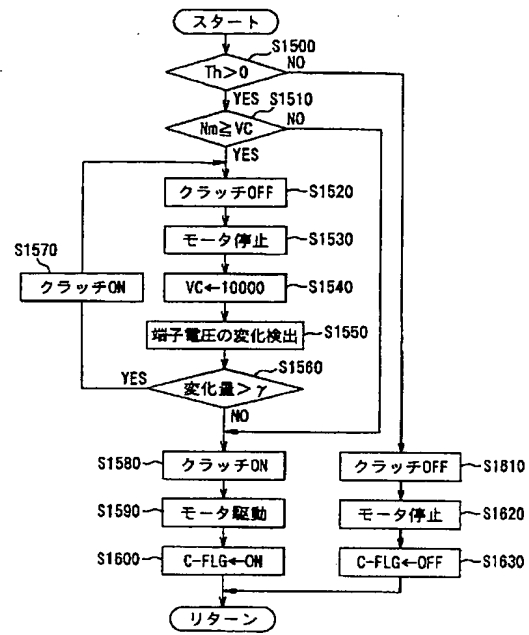 スタート
S1500
Th>0
NO
YES
S1510
Nm≧VC
NO
YES
クラッチOFF
S1520
モータ停止
S1530
S1570
クラッチON
VC←10000
S1540
端子電圧の変化検出
S1550
S1560
YES
変化量>γ
NO
S1580
クラッチON
クラッチOFF
S1810
S1590
モータ駆動
モータ停止
S1620
S1600
C-FLG←ON
C-FLG←OFF
S1630
リターン